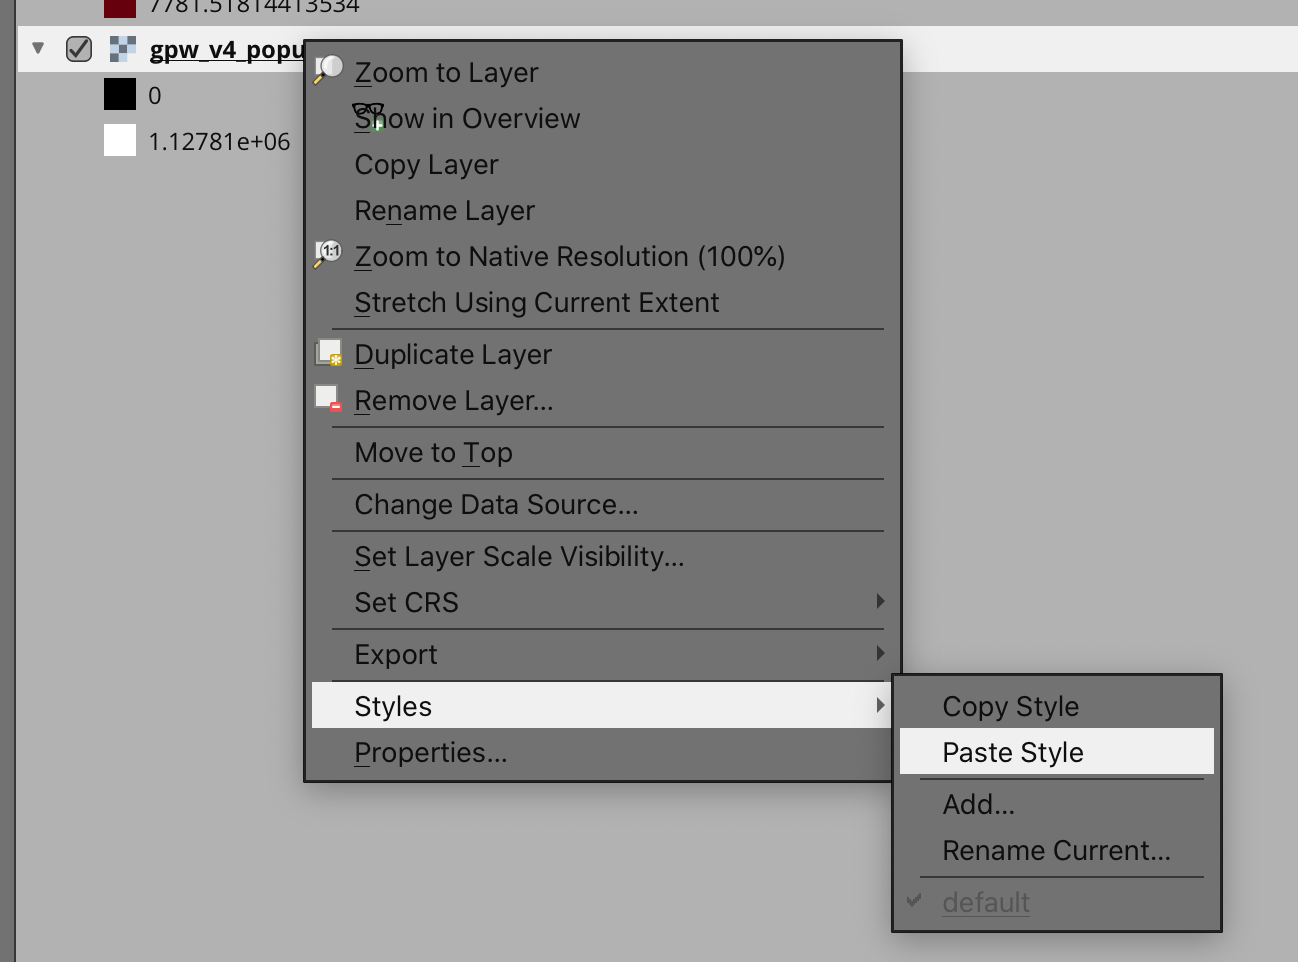 7781.51814413534
gpw_v4_popu
0
1.12781e+06
Zoom to Layer
Show in Overview
Copy Layer
Rename Layer
1:1
Zoom to Native Resolution (100%)
Stretch Using Current Extent
Duplicate Layer
Remove Layer...
Move to Top
Change Data Source...
Set Layer Scale Visibility...
Set CRS
Export
Styles
Properties...
Copy Style
Paste Style
Add...
Rename Current...
default